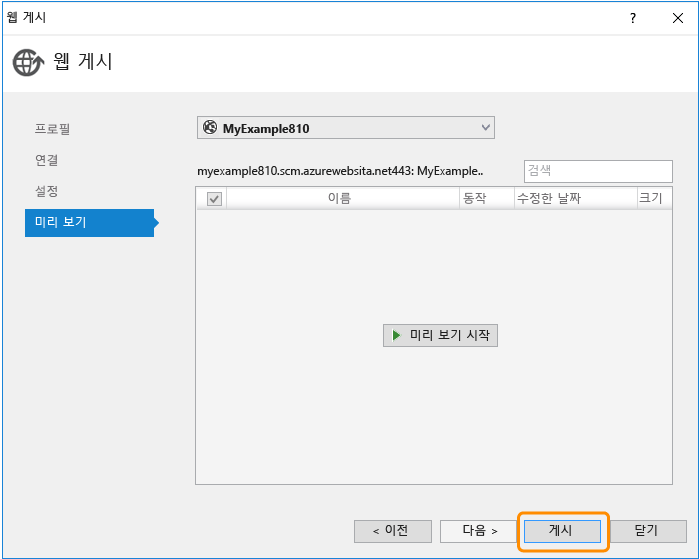 웹 게시
?
웹 게시
프로필
연결
설정
미리 보기
MyExample810
myexample810.scm.azurewebsita.net443: MyExample..
검색
이름 동작 수정한 날짜 크기
미리 보기 시작
< 이전 다음 > 게시 닫기